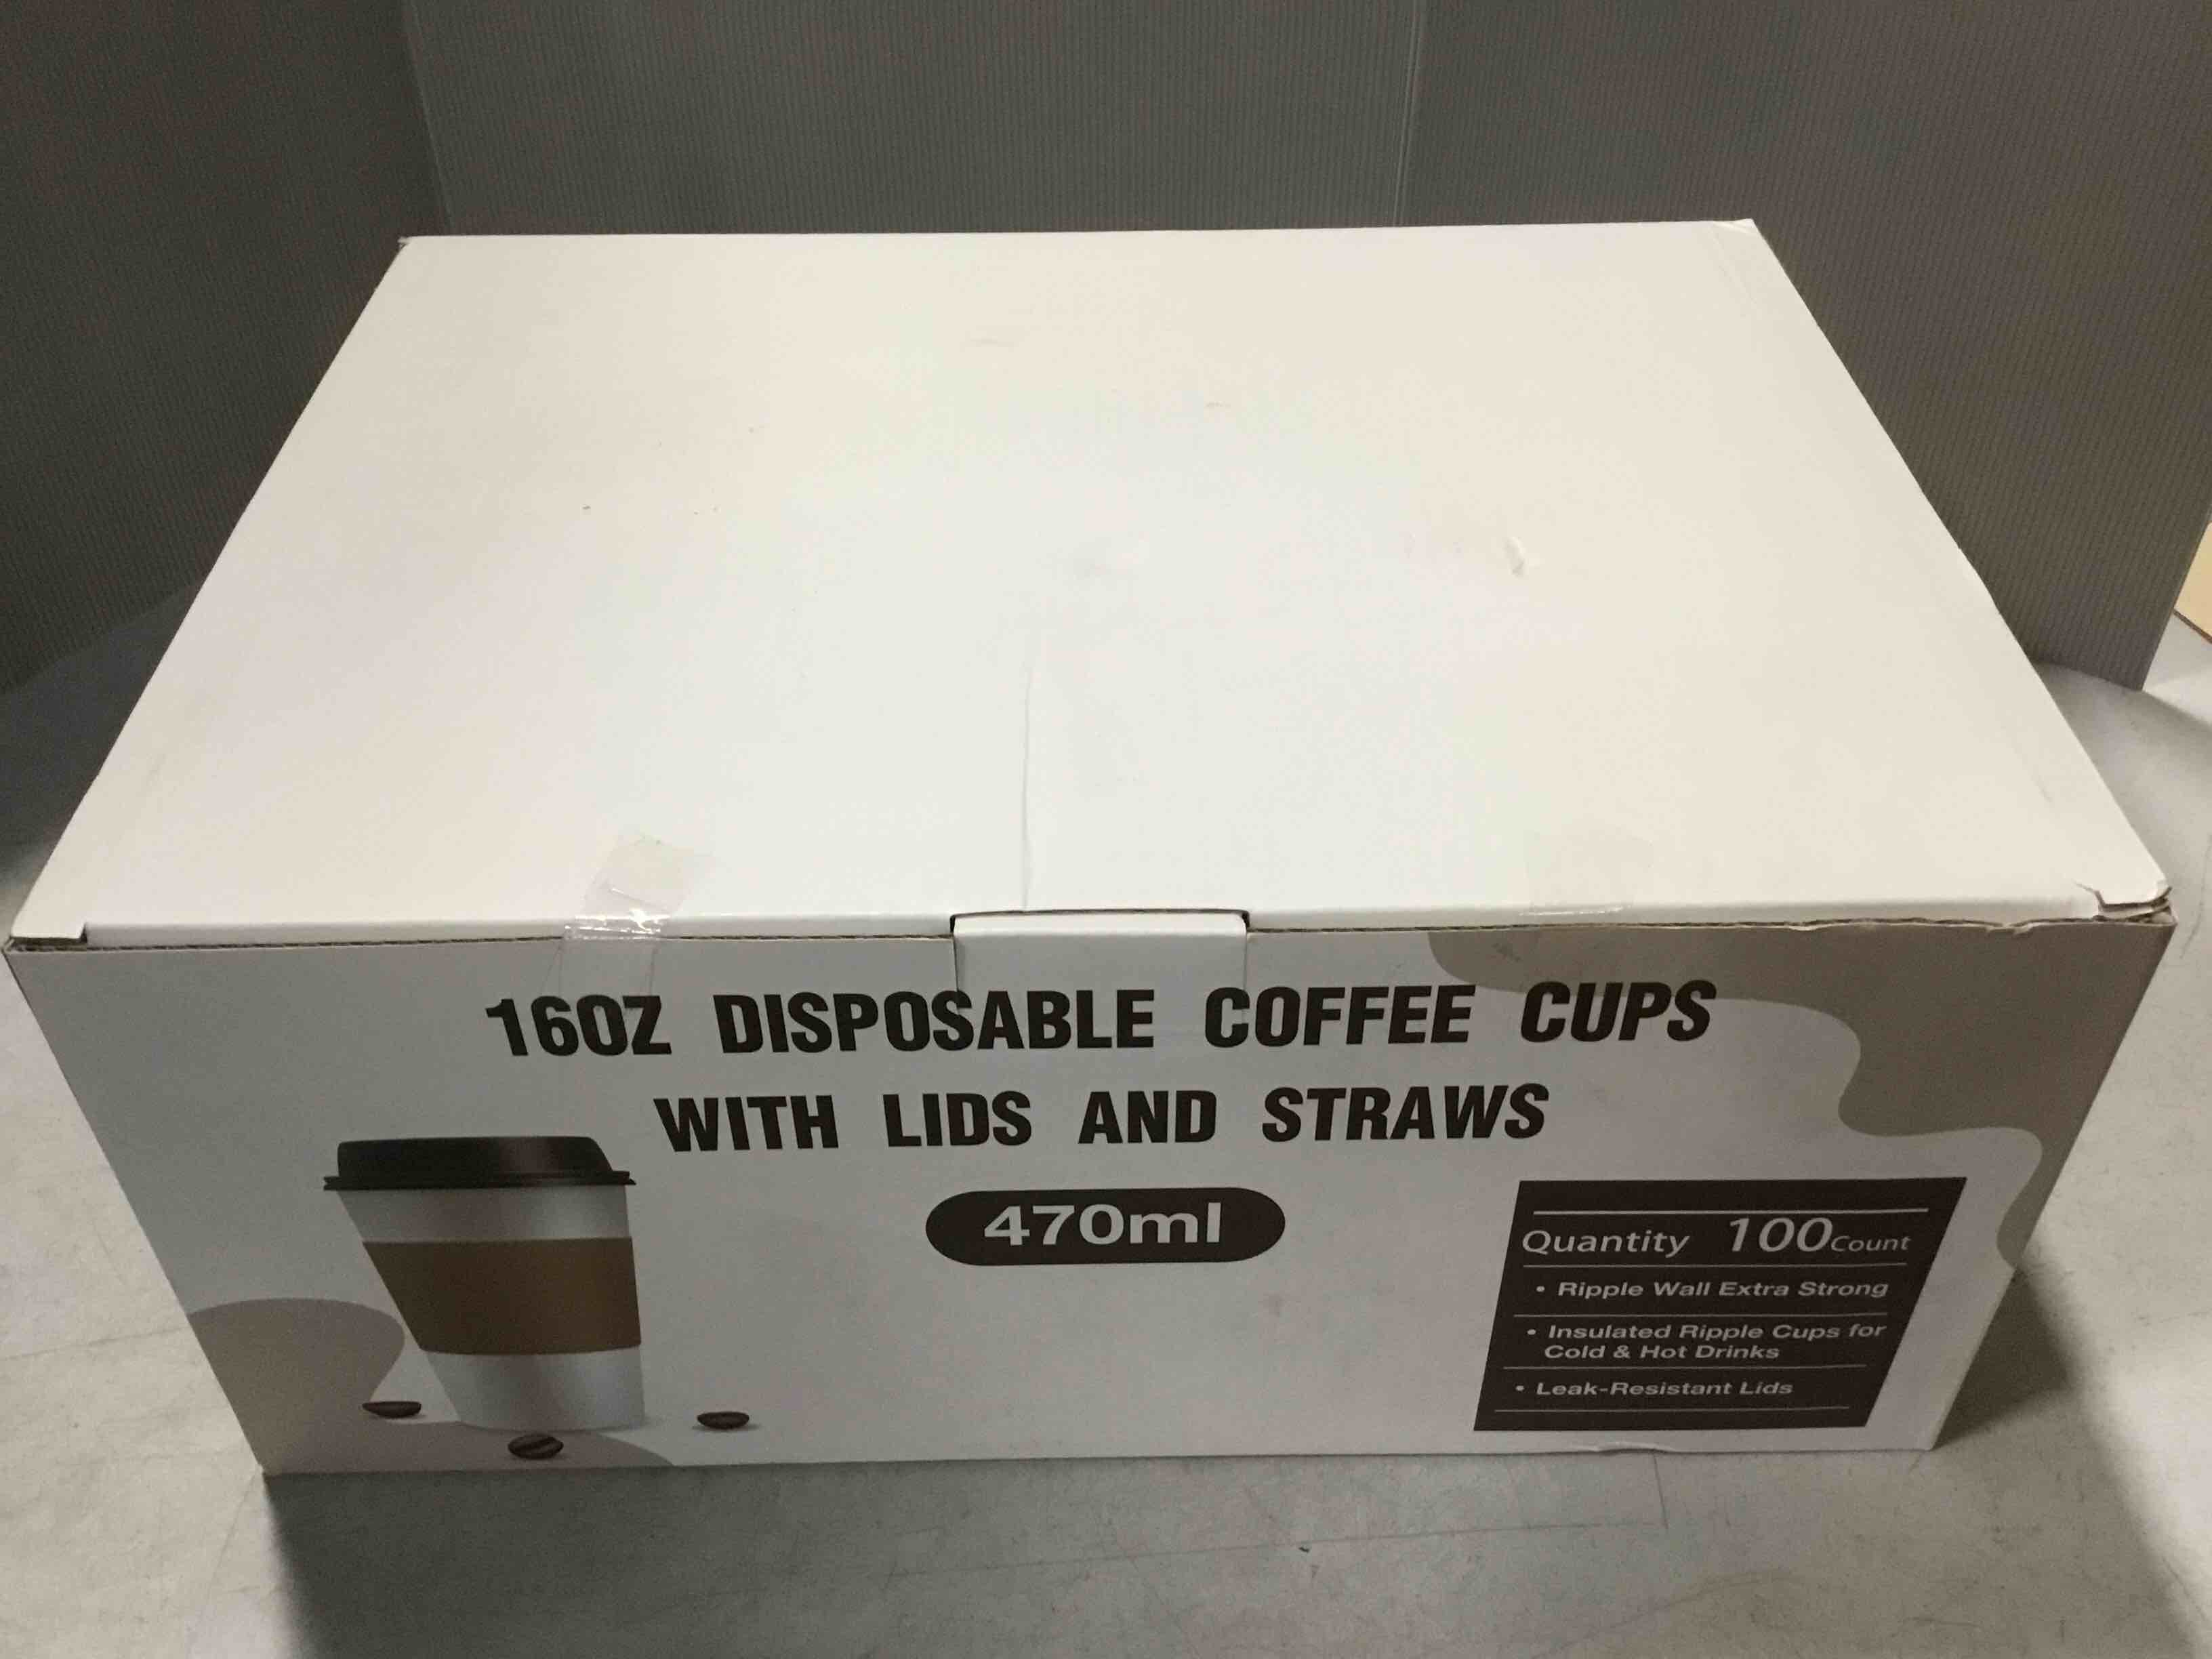 16OZ DISPOSABLE COFFEE CUPS
WITH LIDS AND STRAWS
470ml
Quantity 100Count
• Ripple Wall Extra Strong
• Insulated Ripple Cups for
Cold & Hot Drinks
• Leak-Resistant Lids